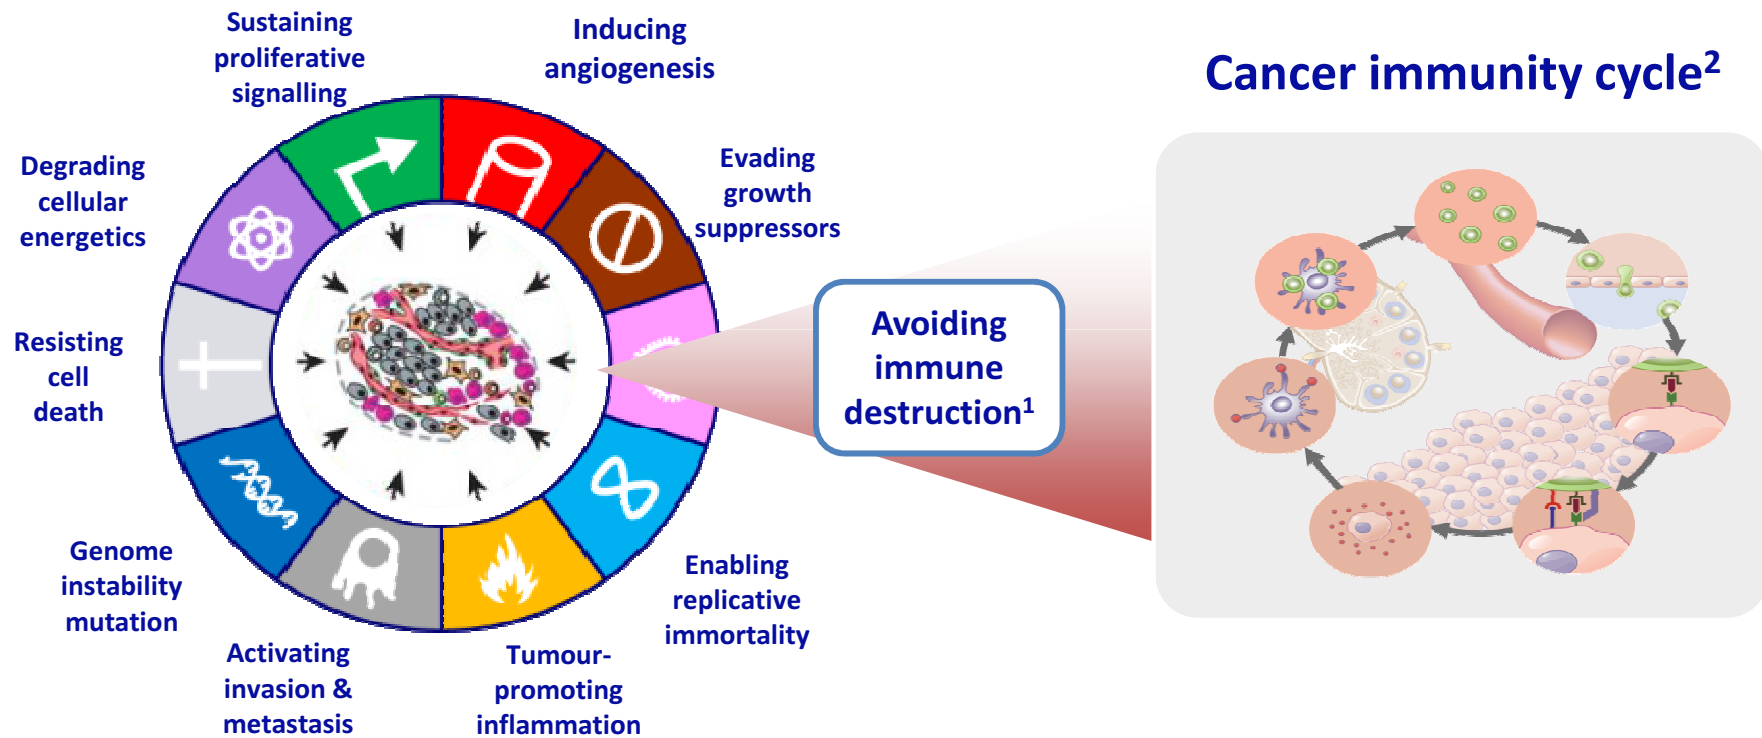 Sustaining
proliferative
signalling
Inducing
angiogenesis
Cancer immunity cycle²
Degrading
cellular
energetics
Evading
growth
suppressors
Avoiding
immune
destruction¹
Resisting
cell
death
Genome
instability
mutation
Enabling
replicative
immortality
Activating
invasion &
metastasis
Tumour-
promoting
inflammation